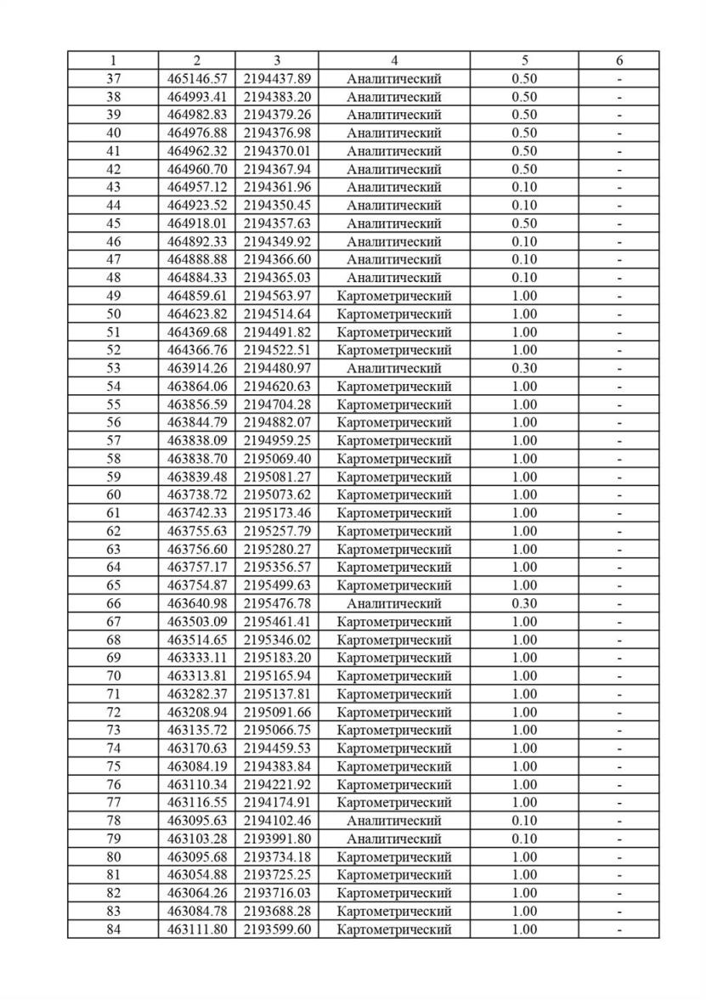 1 2 3 4 5 6
37 465146.57 2194437.89 Аналитический 0.50 -
38 464993.41 2194383.20 Аналитический 0.50 -
39 464982.83 2194379.26 Аналитический 0.50 -
40 464976.88 2194376.98 Аналитический 0.50 -
41 464962.32 2194370.01 Аналитический 0.50 -
42 464960.70 2194367.94 Аналитический 0.50 -
43 464957.12 2194361.96 Аналитический 0.10 -
44 464923.52 2194350.45 Аналитический 0.10 -
45 464918.01 2194357.63 Аналитический 0.50 -
46 464892.33 2194349.92 Аналитический 0.10 -
47 464888.88 2194366.60 Аналитический 0.10 -
48 464884.33 2194365.03 Аналитический 0.10 -
49 464859.61 2194563.97 Картометрический 1.00 -
50 464623.82 2194514.64 Картометрический 1.00 -
51 464369.68 2194491.82 Картометрический 1.00 -
52 464366.76 2194522.51 Картометрический 1.00 -
53 463914.26 2194480.97 Аналитический 0.30 -
54 463864.06 2194620.63 Картометрический 1.00 -
55 463856.59 2194704.28 Картометрический 1.00 -
56 463844.79 2194882.07 Картометрический 1.00 -
57 463838.09 2194959.25 Картометрический 1.00 -
58 463838.70 2195069.40 Картометрический 1.00 -
59 463839.48 2195081.27 Картометрический 1.00 -
60 463738.72 2195073.62 Картометрический 1.00 -
61 463742.33 2195173.46 Картометрический 1.00 -
62 463755.63 2195257.79 Картометрический 1.00 -
63 463756.60 2195280.27 Картометрический 1.00 -
64 463757.17 2195356.57 Картометрический 1.00 -
65 463754.87 2195499.63 Картометрический 1.00 -
66 463640.98 2195476.78 Аналитический 0.30 -
67 463503.09 2195461.41 Картометрический 1.00 -
68 463514.65 2195346.02 Картометрический 1.00 -
69 463333.11 2195183.20 Картометрический 1.00 -
70 463313.81 2195165.94 Картометрический 1.00 -
71 463282.37 2195137.81 Картометрический 1.00 -
72 463208.94 2195091.66 Картометрический 1.00 -
73 463135.72 2195066.75 Картометрический 1.00 -
74 463170.63 2194459.53 Картометрический 1.00 -
75 463084.19 2194383.84 Картометрический 1.00 -
76 463110.34 2194221.92 Картометрический 1.00 -
77 463116.55 2194174.91 Картометрический 1.00 -
78 463095.63 2194102.46 Аналитический 0.10 -
79 463103.28 2193991.80 Аналитический 0.10 -
80 463095.68 2193734.18 Картометрический 1.00 -
81 463054.88 2193725.25 Картометрический 1.00 -
82 463064.26 2193716.03 Картометрический 1.00 -
83 463084.78 2193688.28 Картометрический 1.00 -
84 463111.80 2193599.60 Картометрический 1.00 -